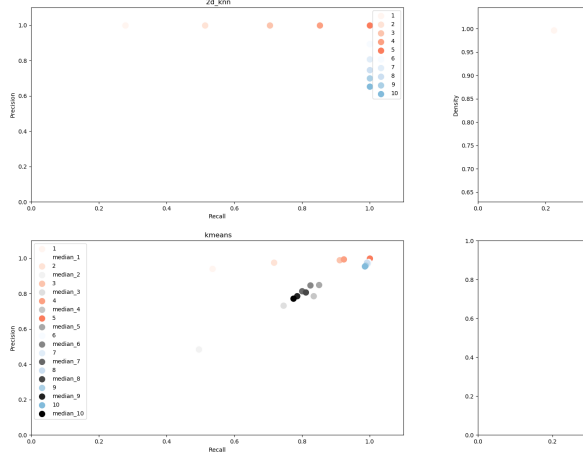 2d_knn
1.0
0.8
0.6
0.4
0.2
0.0
Precision
0.0 0.2 0.4 0.6 0.8 1.0
Recall
1
2
3
4
5
6
7
8
9
10
1.00
0.95
0.90
0.85
0.80
0.75
0.70
0.65
Density
0.0 0.2
kmeans
1.0
0.8
0.6
0.4
0.2
0.0
Precision
0.0 0.2 0.4 0.6 0.8 1.0
Recall
1
median_1
2
median_2
3
median_3
4
median_4
5
median_5
6
median_6
7
median_7
8
median_8
9
median_9
10
median_10
1.0
0.8
0.6
0.4
0.2
0.0
0.0 0.2